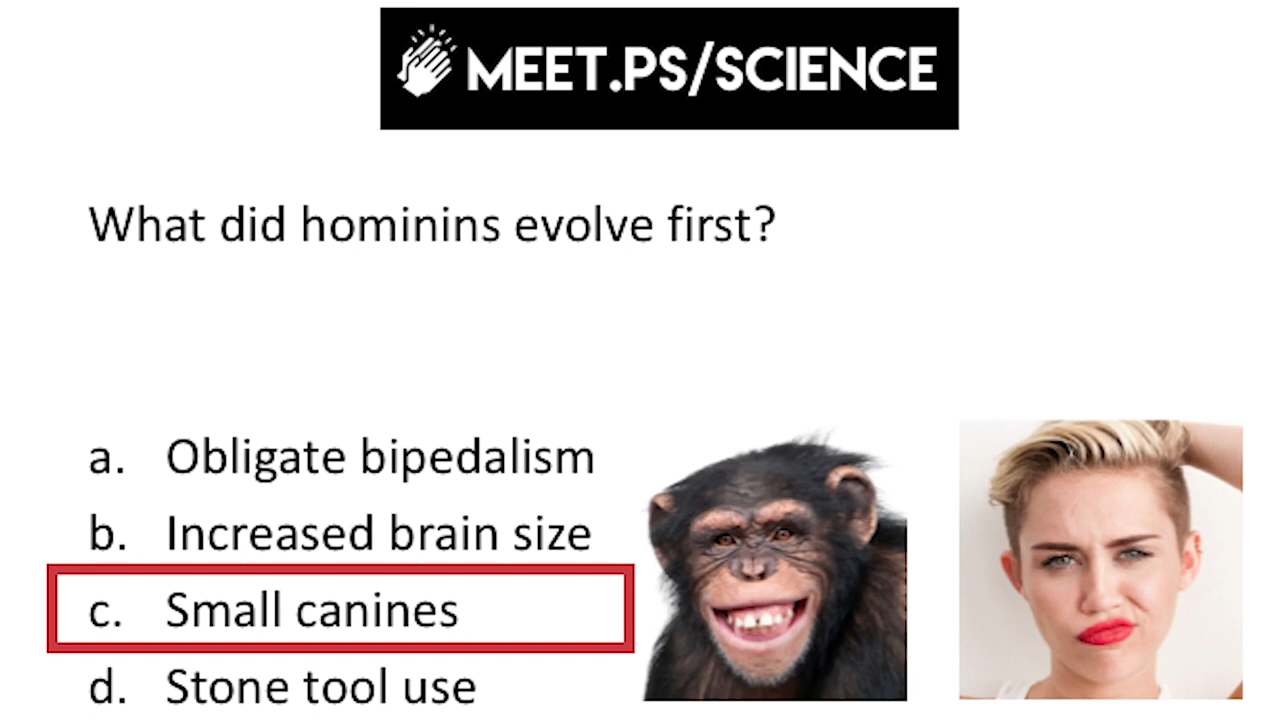 MEET.PS/SCIENCE
What did hominins evolve first?
a. Obligate bipedalism
b. Increased brain size
c. Small canines
d. Stone tool use